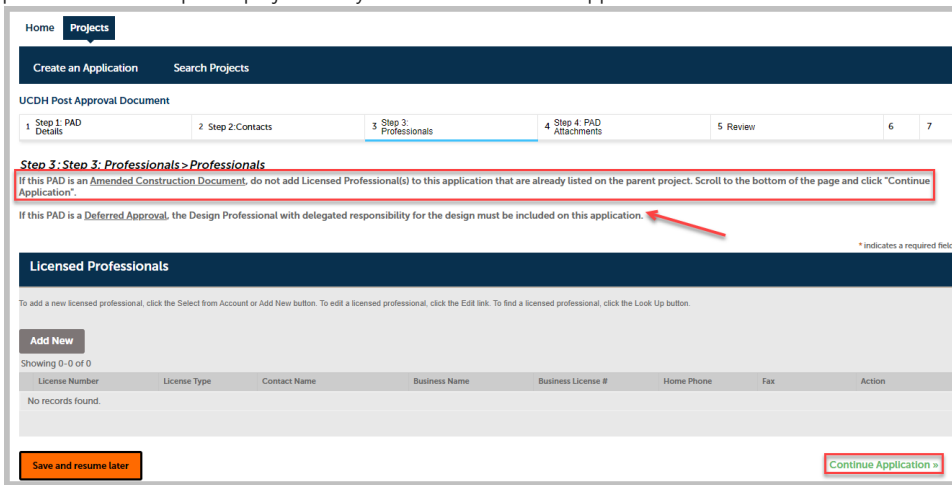 Home Projects
Create an Application Search Projects
UCDH Post Approval Document
1 Step 1: PAD Details 2 Step 2:Contacts 3 Step 3: Professionals 4 Step 4: PAD Attachments 5 Review 6 7
Step 3: Step 3: Professionals > Professionals
If this PAD is an Amended Construction Document, do not add Licensed Professional(s) to this application that are already listed on the parent project. Scroll to the bottom of the page and click "Continue
Application".
If this PAD is a Deferred Approval, the Design Professional with delegated responsibility for the design must be included on this application.
* indicates a required field
Licensed Professionals
To add a new licensed professional, click the Select from Account or Add New button. To edit a licensed professional, click the Edit link. To find a licensed professional, click the Look Up button.
Add New
Showing 0-0 of 0
License Number License Type Contact Name Business Name Business License # Home Phone Fax Action
No records found.
Save and resume later
Continue Application »